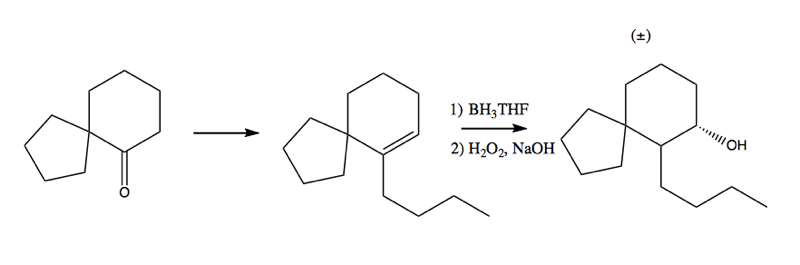 (±)
1) BH₃THF
2) H₂O₂, NaOH
OH
O